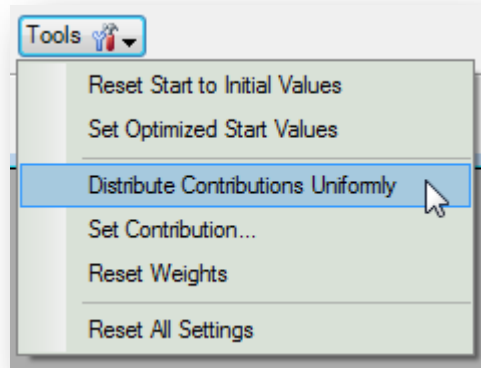 Tools
Reset Start to Initial Values
Set Optimized Start Values
Distribute Contributions Uniformly
Set Contribution...
Reset Weights
Reset All Settings